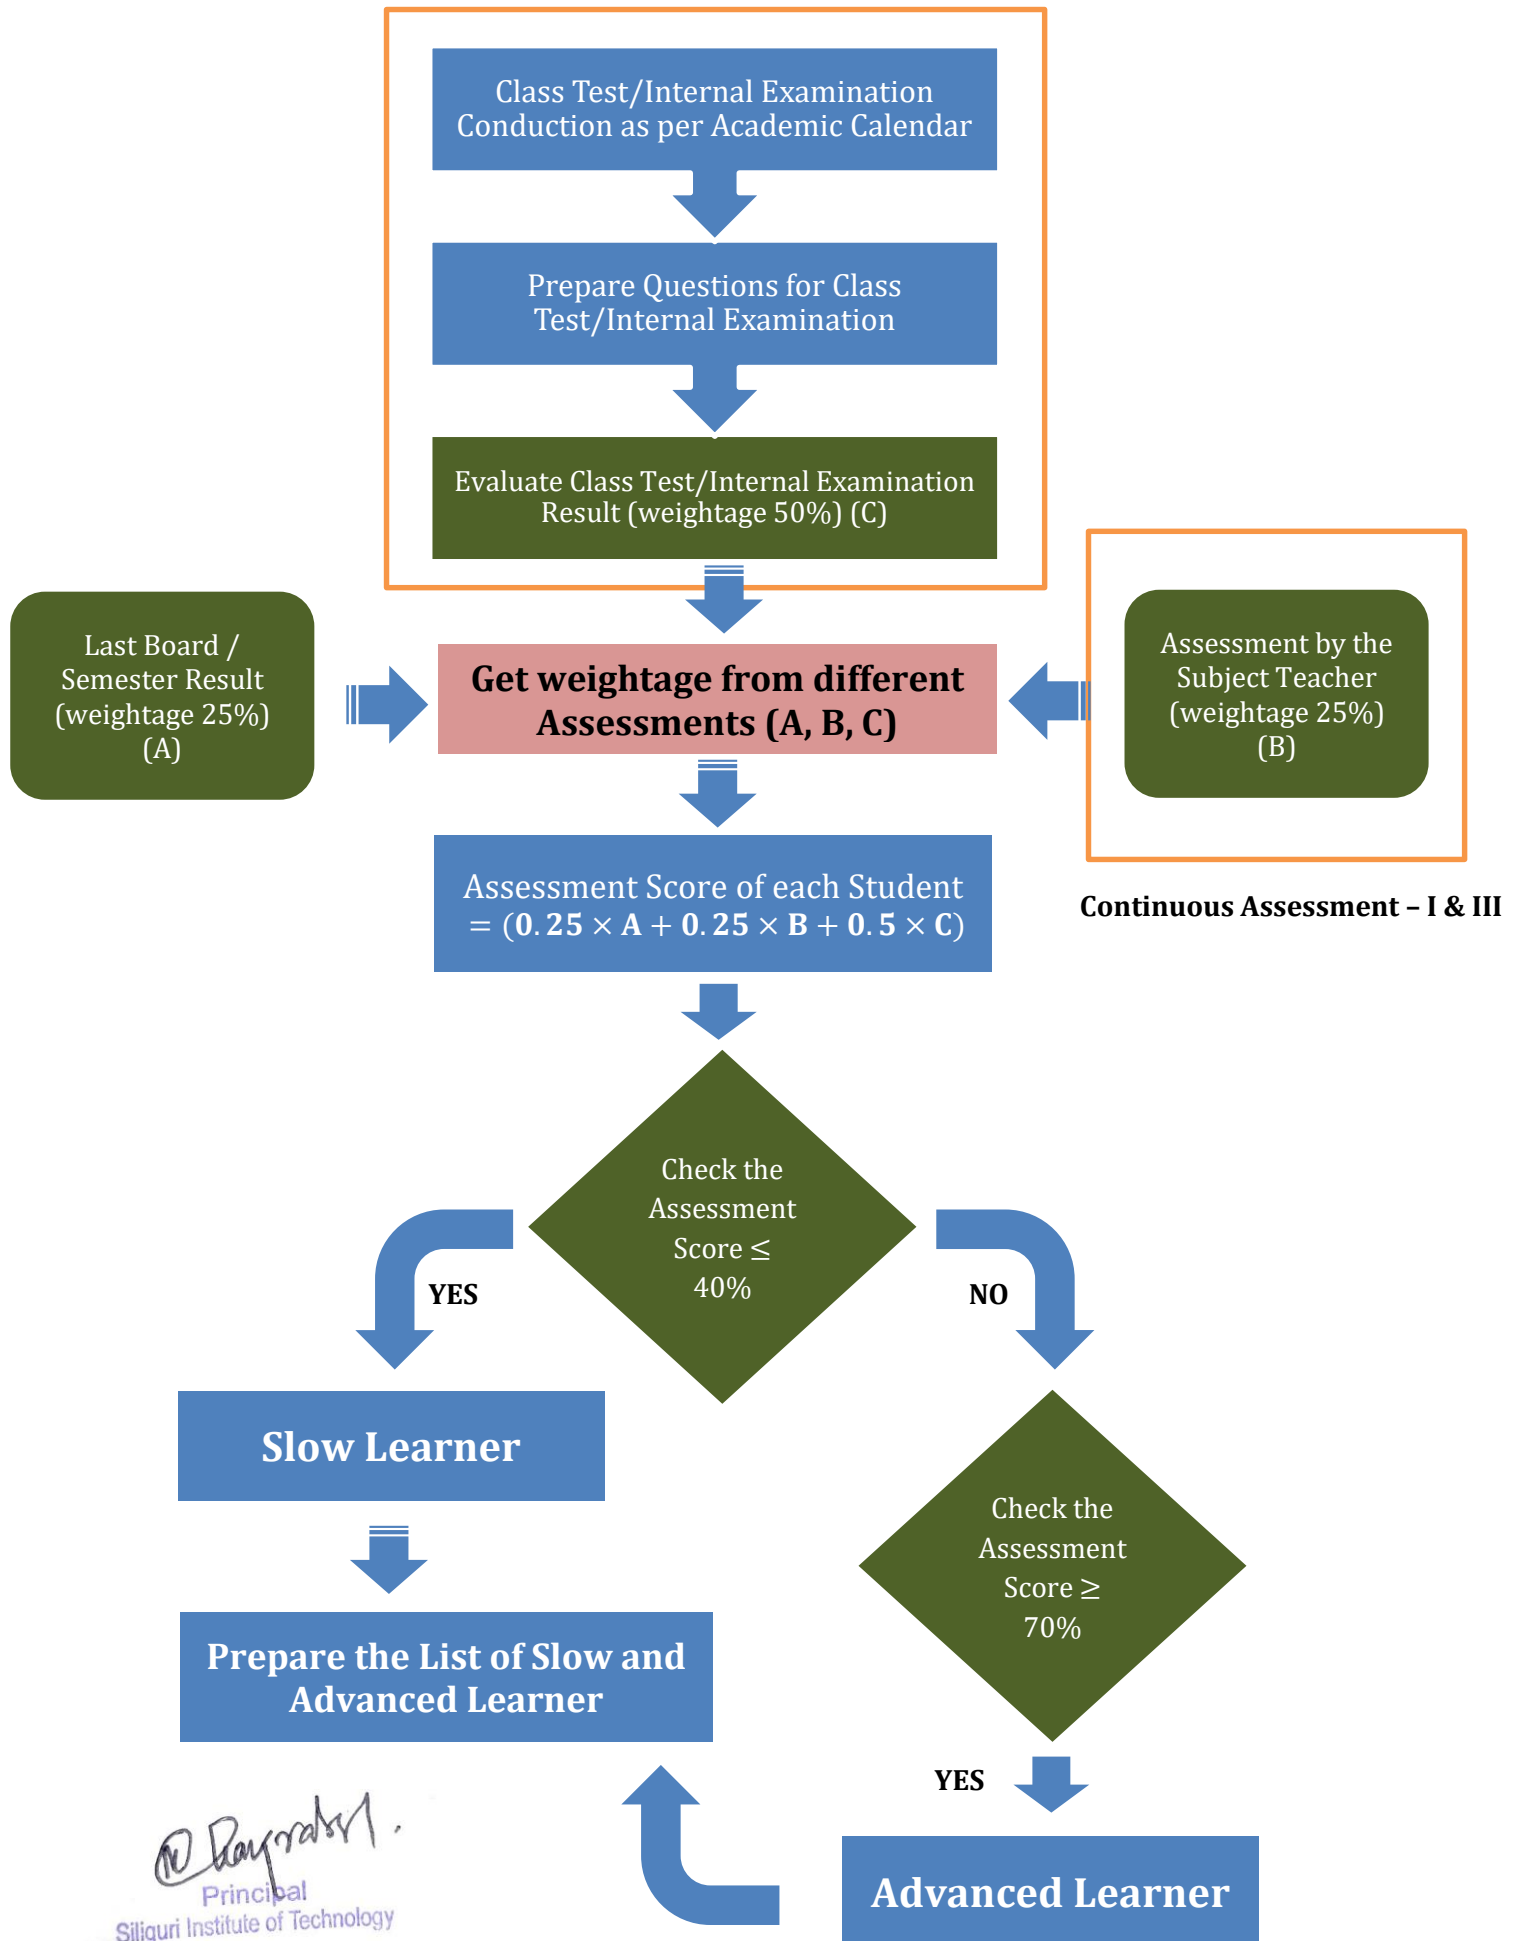 Class Test/Internal Examination
Conduction as per Academic Calendar
Prepare Questions for Class
Test/Internal Examination
Evaluate Class Test/Internal Examination
Result (weightage 50%) (C)
Last Board /
Semester Result
(weightage 25%)
(A)
Get weightage from different
Assessments (A, B, C)
Assessment by the
Subject Teacher
(weightage 25%)
(B)
Continuous Assessment – I & III
Assessment Score of each Student
= (0.25 × A + 0.25 × B + 0.5 × C)
Check the
Assessment
Score ≤
40%
YES
NO
Slow Learner
Check the
Assessment
Score ≥
70%
Prepare the List of Slow and
Advanced Learner
YES
Advanced Learner
Principal
Siliguri Institute of Technology